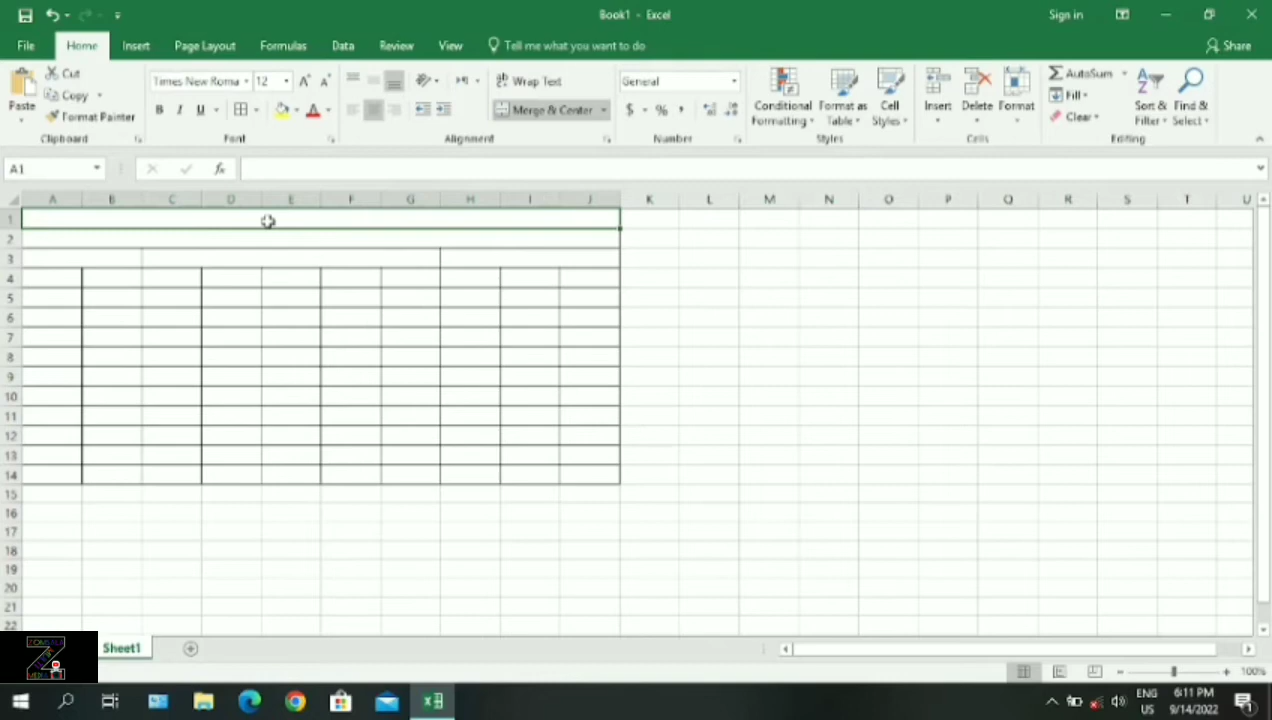 Book1 - Excel
Sign in
File Home Insert Page Layout Formulas Data Review View Tell me what you want to do Share
Paste
Cut
Copy
Format Painter
Clipboard
Times New Roma 12
B I U
Font
Wrap Text
Merge & Center
Alignment
General
$ % ,
Number
Conditional Formatting
Format as Table
Cell Styles
Styles
Insert Delete Format
Cells
AutoSum
Fill
Clear
Sort & Filter
Find & Select
Editing
A1 fx
A B C D E F G H I J K L M N O P Q R S T U
1
2
3
4
5
6
7
8
9
10
11
12
13
14
15
16
17
18
19
20
21
22
Sheet1
100%
ENG US
6:11 PM
9/14/2022